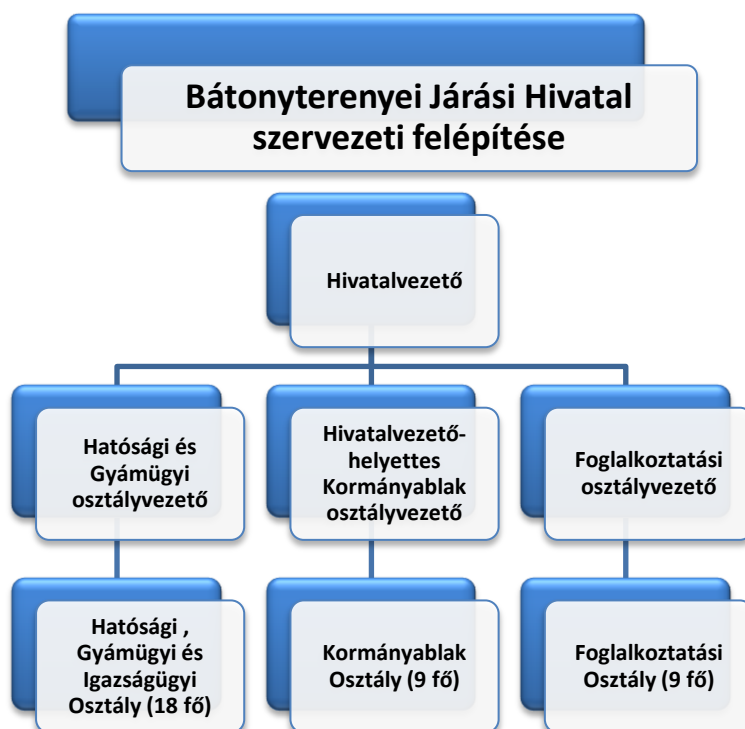 Bátonyterenyei Járási Hivatal
szervezeti felépítése
Hivatalvezető
Hatósági és
Gyámügyi
osztályvezető
Hivatalvezető-
helyettes
Kormányablak
osztályvezető
Foglalkoztatási
osztályvezető
Hatósági ,
Gyámügyi és
Igazságügyi
Osztály (18 fő)
Kormányablak
Osztály (9 fő)
Foglalkoztatási
Osztály (9 fő)